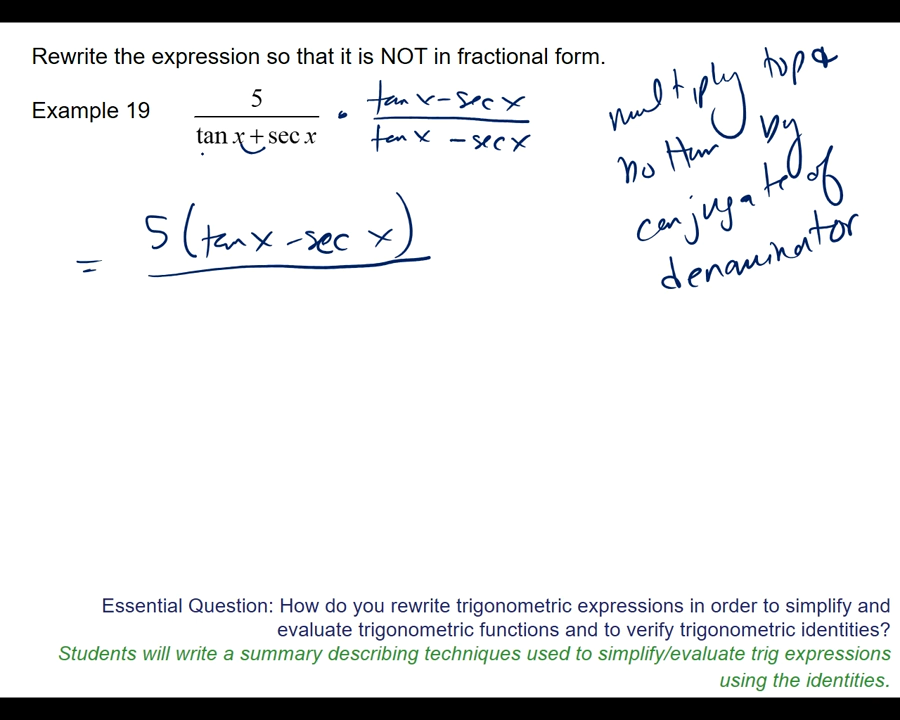 Rewrite the expression so that it is NOT in fractional form.
Example 19
5
tan x + sec x
· tan x - sec x
tan x - sec x
multiply top &
bottom by
conjugate of
denominator
= 5 (tan x - sec x)
Essential Question: How do you rewrite trigonometric expressions in order to simplify and
evaluate trigonometric functions and to verify trigonometric identities?
Students will write a summary describing techniques used to simplify/evaluate trig expressions
using the identities.